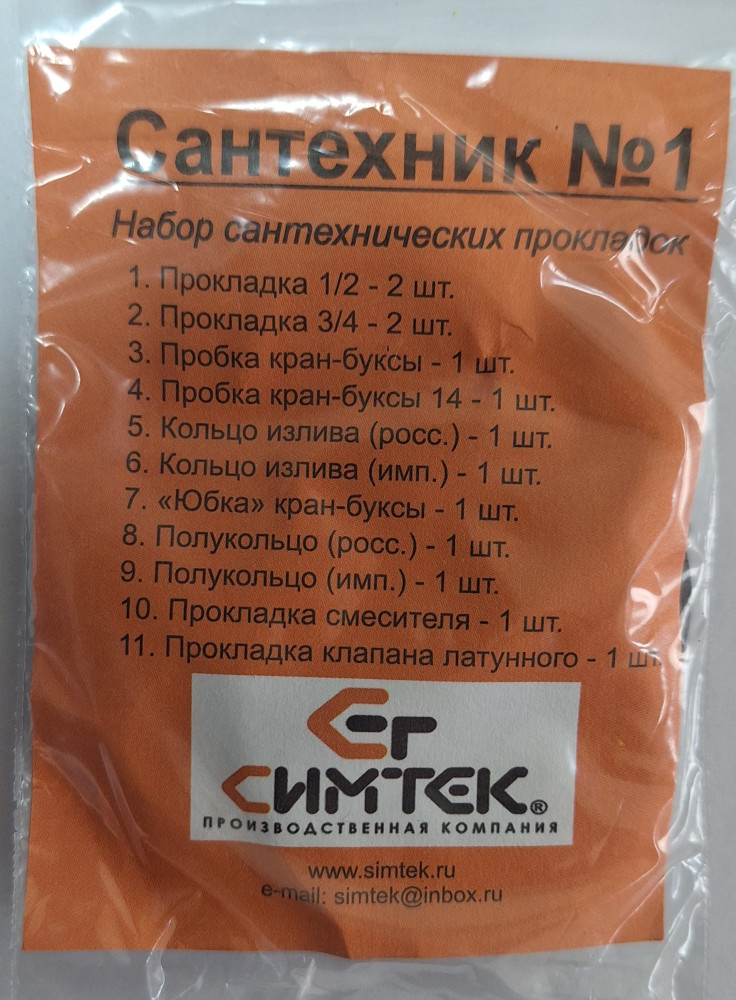 Сантехник №1
Набор сантехнических прокладок
1. Прокладка 1/2 - 2 шт.
2. Прокладка 3/4 - 2 шт.
3. Пробка кран-буксы - 1 шт.
4. Пробка кран-буксы 14 - 1 шт.
5. Кольцо излива (росс.) - 1 шт.
6. Кольцо излива (имп.) - 1 шт.
7. «Юбка» кран-буксы - 1 шт.
8. Полукольцо (росс.) - 1 шт.
9. Полукольцо (имп.) - 1 шт.
10. Прокладка смесителя - 1 шт.
11. Прокладка клапана латунного - 1 шт.
СИМТЕК®
ПРОИЗВОДСТВЕННАЯ КОМПАНИЯ
www.simtek.ru
e-mail: simtek@inbox.ru